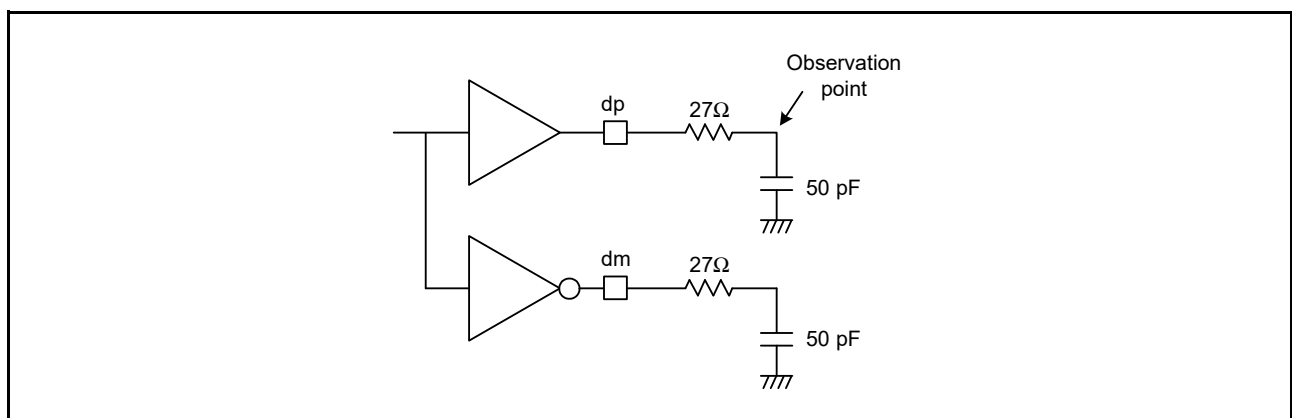 Observation
point
dp
27Ω
50 pF
dm
27Ω
50 pF